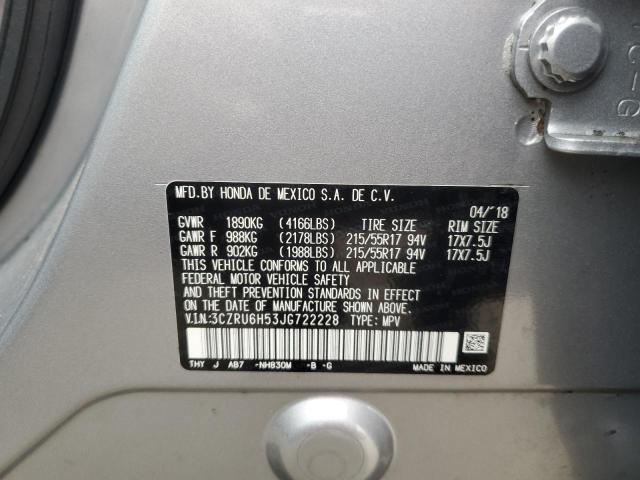 MFD.BY HONDA DE MEXICO S.A. DE C.V.
04/'18
GVWR 1890KG (4166LBS) TIRE SIZE RIM SIZE
GAWR F 988KG (2178LBS) 215/55R17 94V 17X7.5J
GAWR R 902KG (1988LBS) 215/55R17 94V 17X7.5J
THIS VEHICLE CONFORMS TO ALL APPLICABLE
FEDERAL MOTOR VEHICLE SAFETY
AND THEFT PREVENTION STANDARDS IN EFFECT
ON THE DATE OF MANUFACTURE SHOWN ABOVE.
V.I.N:3CZRU6H53JG722228 TYPE: MPV
THY J AB7 -NH830M -B -G
MADE IN MEXICO